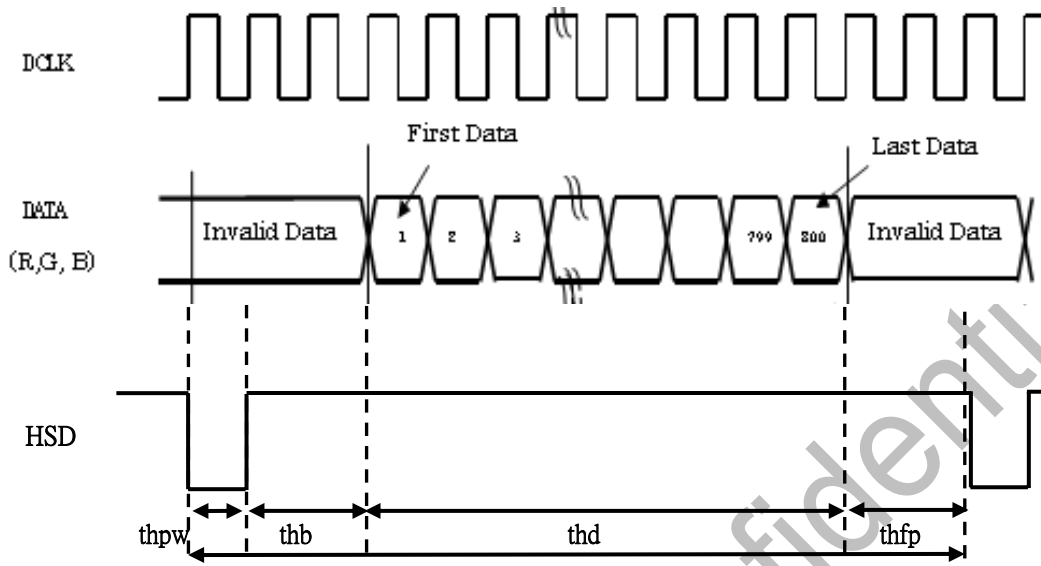 DCLK
First Data
Last Data
DATA
(R,G, B)
Invalid Data
1 2 3 799 800
Invalid Data
HSD
thpw thb thd thfp